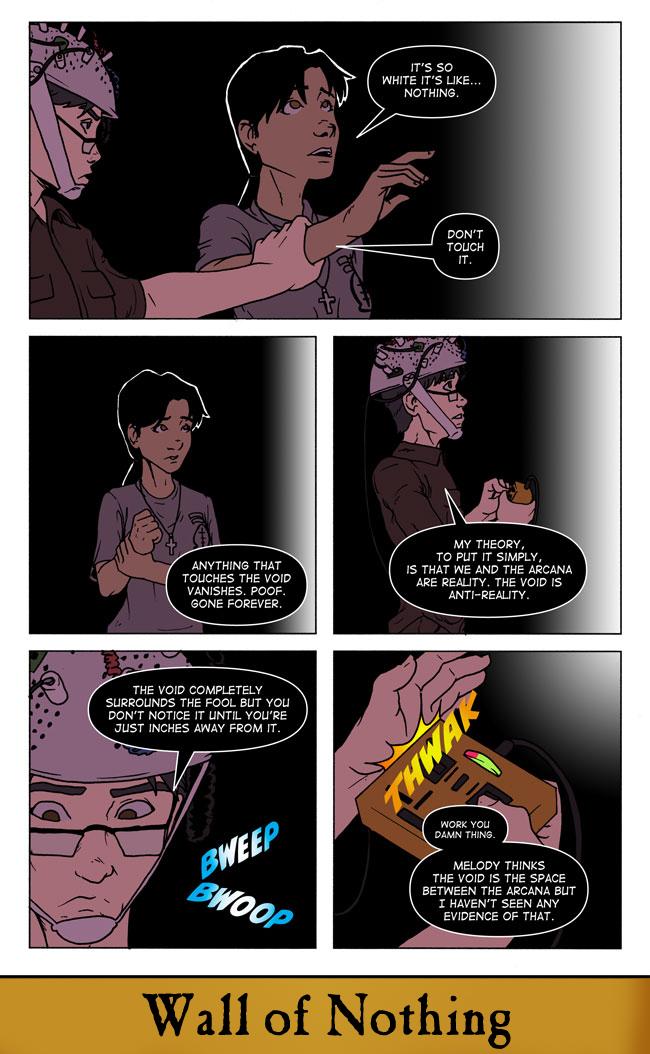 IT'S SO
WHITE IT'S LIKE...
NOTHING.
DON'T
TOUCH
IT.
ANYTHING THAT
TOUCHES THE VOID
VANISHES. POOF.
GONE FOREVER.
MY THEORY,
TO PUT IT SIMPLY,
IS THAT WE AND THE ARCANA
ARE REALITY. THE VOID IS
ANTI-REALITY.
THE VOID COMPLETELY
SURROUNDS THE FOOL BUT YOU
DON'T NOTICE IT UNTIL YOU'RE
JUST INCHES AWAY FROM IT.
BWEEP
BWOOP
THWAK
WORK YOU
DAMN THING.
MELODY THINKS
THE VOID IS THE SPACE
BETWEEN THE ARCANA BUT
I HAVEN'T SEEN ANY
EVIDENCE OF THAT.
Wall of Nothing